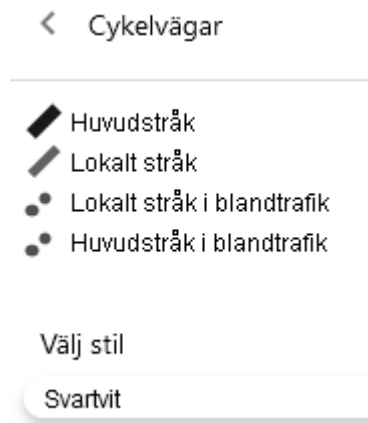 Cykelvägar
Huvudstråk
Lokalt stråk
Lokalt stråk i blandtrafik
Huvudstråk i blandtrafik
Välj stil
Svartvit